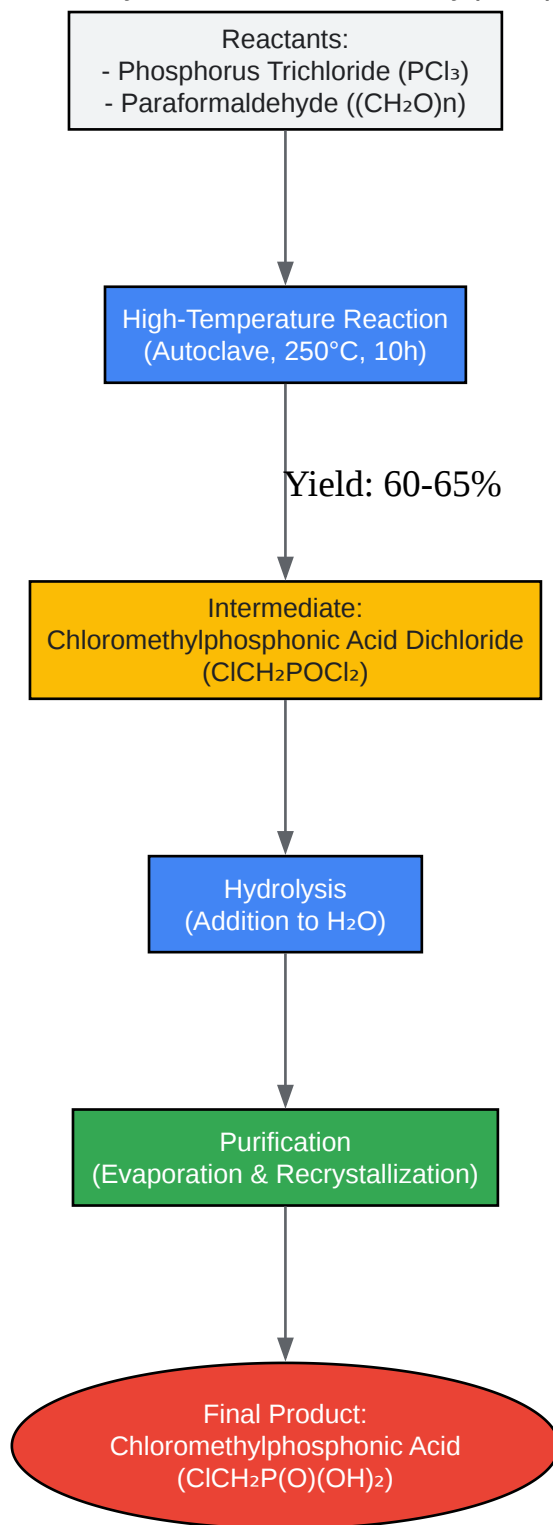 Reactants:
- Phosphorus Trichloride (PCl₃)
- Paraformaldehyde ((CH₂O)n)
High-Temperature Reaction
(Autoclave, 250°C, 10h)
Yield: 60-65%
Intermediate:
Chloromethylphosphonic Acid Dichloride
(ClCH₂POCl₂)
Hydrolysis
(Addition to H₂O)
Purification
(Evaporation & Recrystallization)
Final Product:
Chloromethylphosphonic Acid
(ClCH₂P(O)(OH)₂)